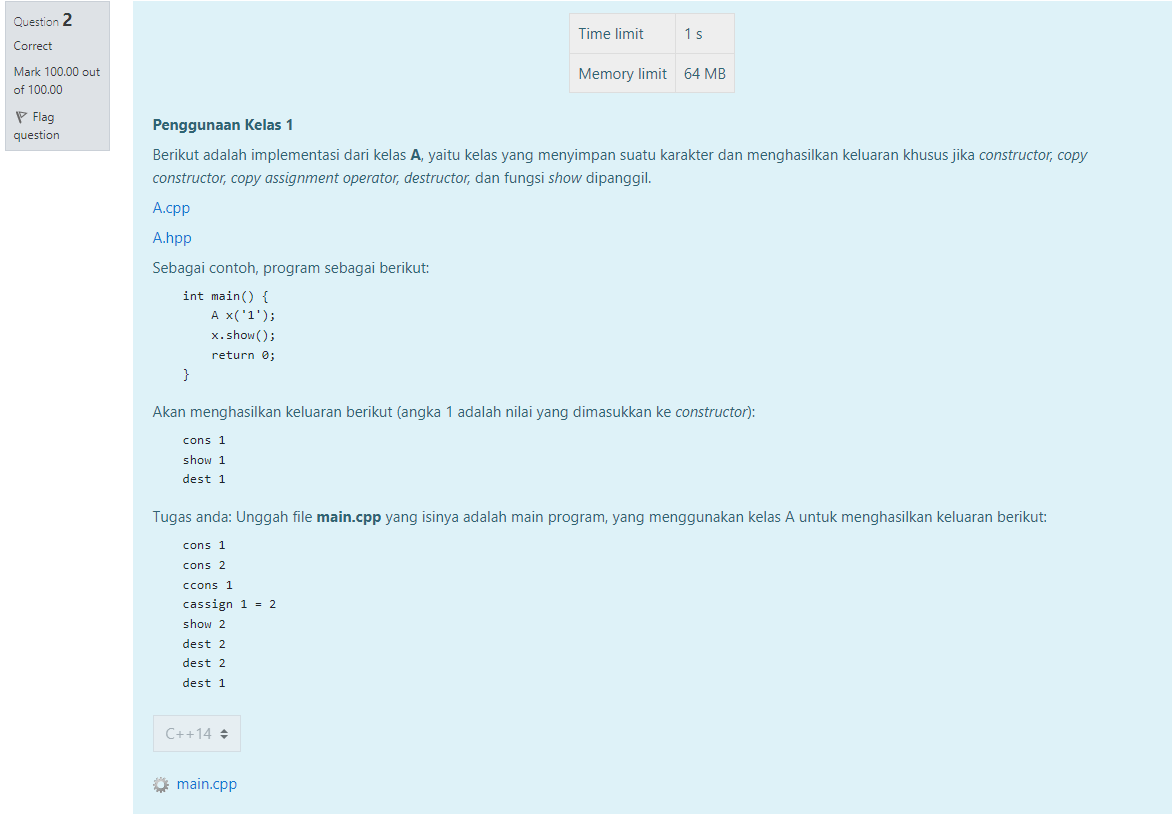 Question 2
Correct
Mark 100.00 out
of 100.00
Flag
question
Time limit 1 s
Memory limit 64 MB
Penggunaan Kelas 1
Berikut adalah implementasi dari kelas A, yaitu kelas yang menyimpan suatu karakter dan menghasilkan keluaran khusus jika constructor, copy
constructor, copy assignment operator, destructor, dan fungsi show dipanggil.
A.cpp
A.hpp
Sebagai contoh, program sebagai berikut:
int main() {
    A x('1');
    x.show();
    return 0;
}
Akan menghasilkan keluaran berikut (angka 1 adalah nilai yang dimasukkan ke constructor):
cons 1
show 1
dest 1
Tugas anda: Unggah file main.cpp yang isinya adalah main program, yang menggunakan kelas A untuk menghasilkan keluaran berikut:
cons 1
cons 2
ccons 1
cassign 1 = 2
show 2
dest 2
dest 2
dest 1
C++14
main.cpp